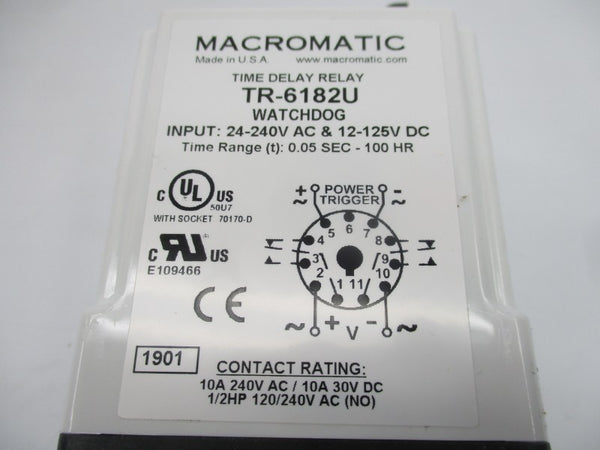 MACROMATIC
Made in U.S.A. www.macromatic.com
TIME DELAY RELAY
TR-6182U
WATCHDOG
INPUT: 24-240V AC & 12-125V DC
Time Range (t): 0.05 SEC - 100 HR
C UL US
50U7
WITH SOCKET 70170-D
C RU US
E109466
CE
+ POWER -
~ TRIGGER ~
5 6 7
4 8
3 9
2 10
1 11
~ + V - ~
1901
CONTACT RATING:
10A 240V AC / 10A 30V DC
1/2HP 120/240V AC (NO)